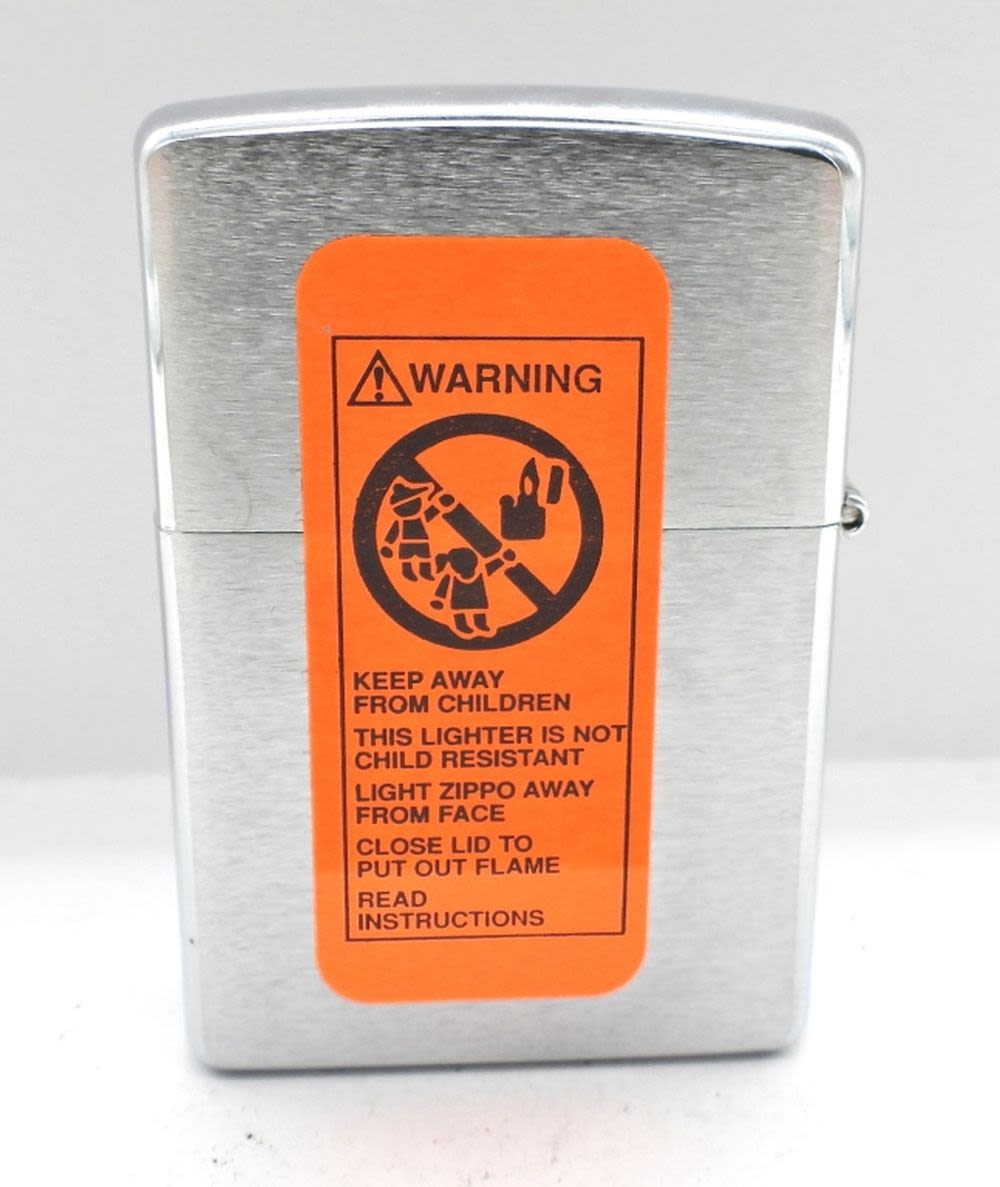 WARNING
KEEP AWAY
FROM CHILDREN
THIS LIGHTER IS NOT
CHILD RESISTANT
LIGHT ZIPPO AWAY
FROM FACE
CLOSE LID TO
PUT OUT FLAME
READ
INSTRUCTIONS